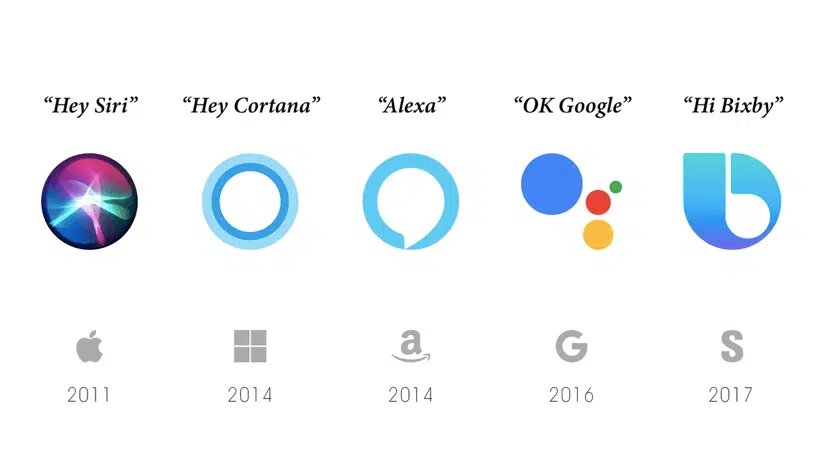 “Hey Siri” “Hey Cortana” “Alexa” “OK Google” “Hi Bixby”
a G S
2011 2014 2014 2016 2017